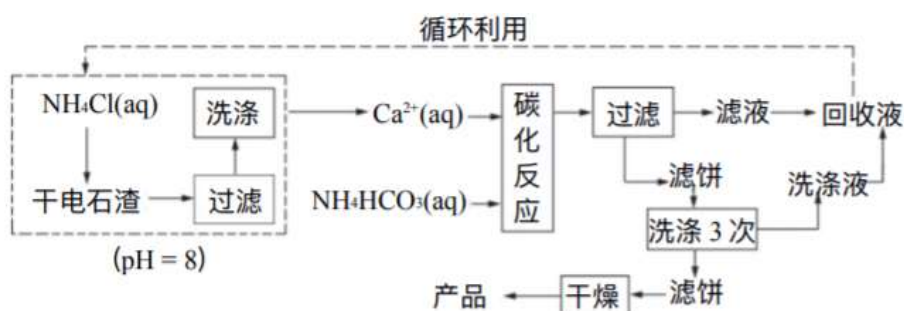 循环利用
NH₄Cl(aq)
洗涤
干电石渣
过滤
(pH = 8)
Ca²⁺(aq)
NH₄HCO₃(aq)
碳化反应
过滤
滤液
回收液
滤饼
洗涤液
洗涤 3 次
滤饼
干燥
产品